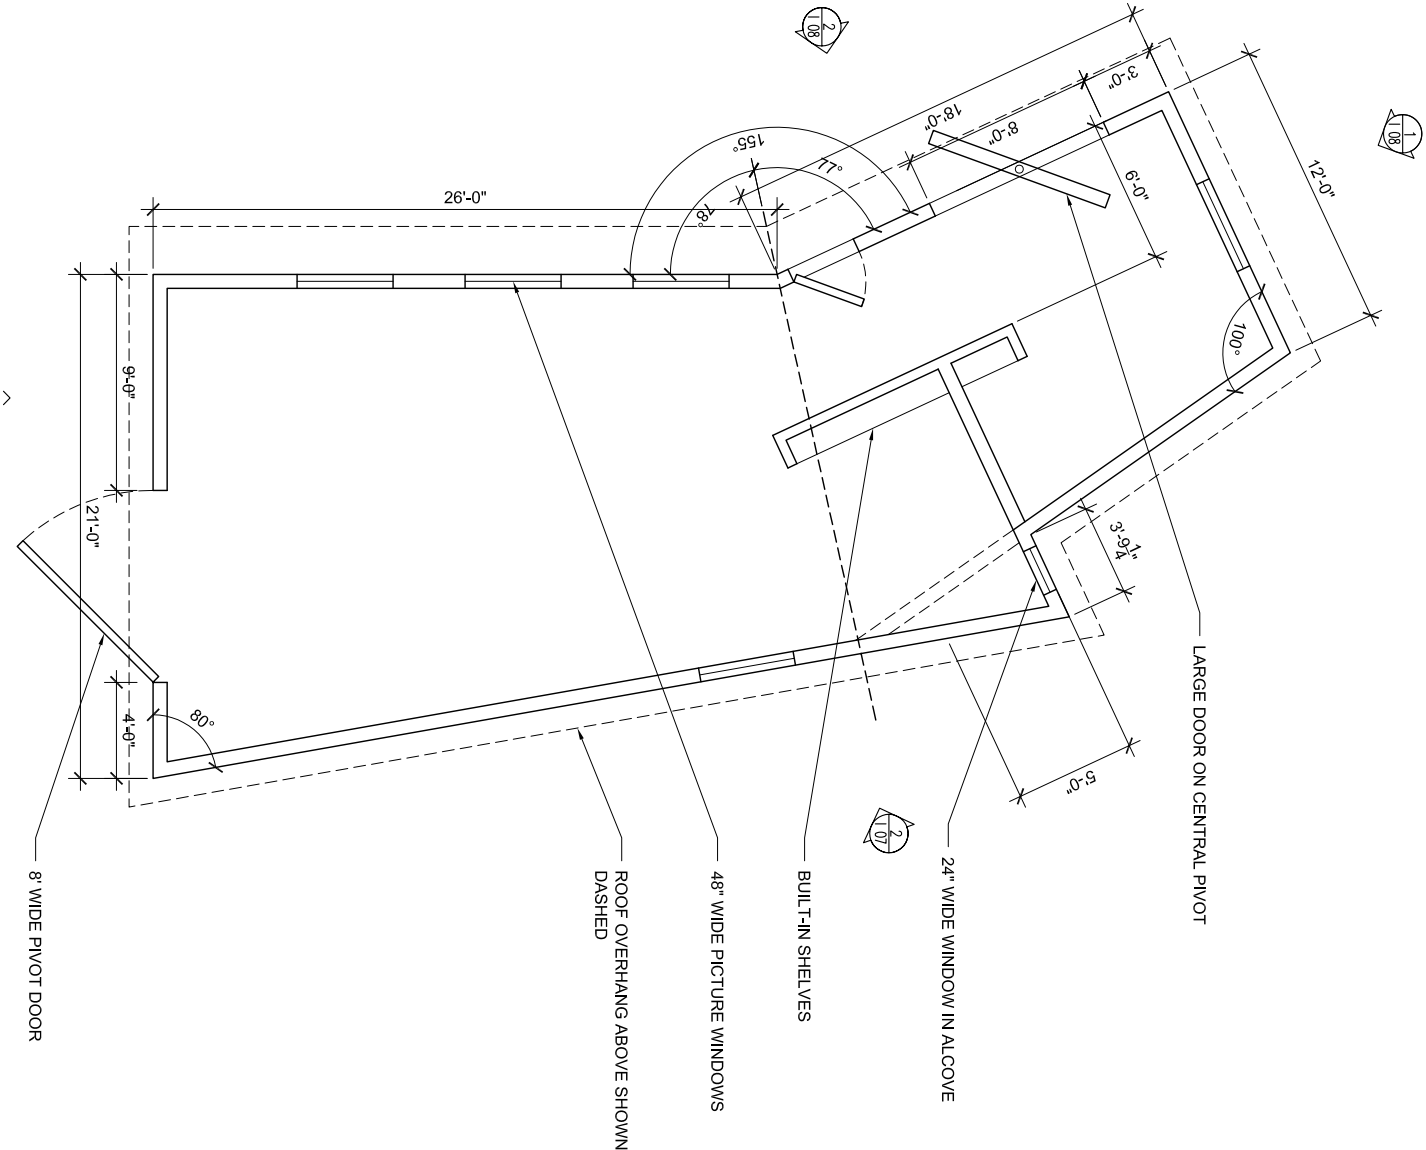 2
I 08
1
I 08
3'-0"
18'-0"
8'-0"
12'-0"
155°
77°
78°
6'-0"
26'-0"
100°
9'-0"
21'-0"
3'-9 1/4"
80°
4'-0"
5'-0"
2
I 07
LARGE DOOR ON CENTRAL PIVOT
24" WIDE WINDOW IN ALCOVE
BUILT-IN SHELVES
48" WIDE PICTURE WINDOWS
ROOF OVERHANG ABOVE SHOWN
DASHED
8' WIDE PIVOT DOOR